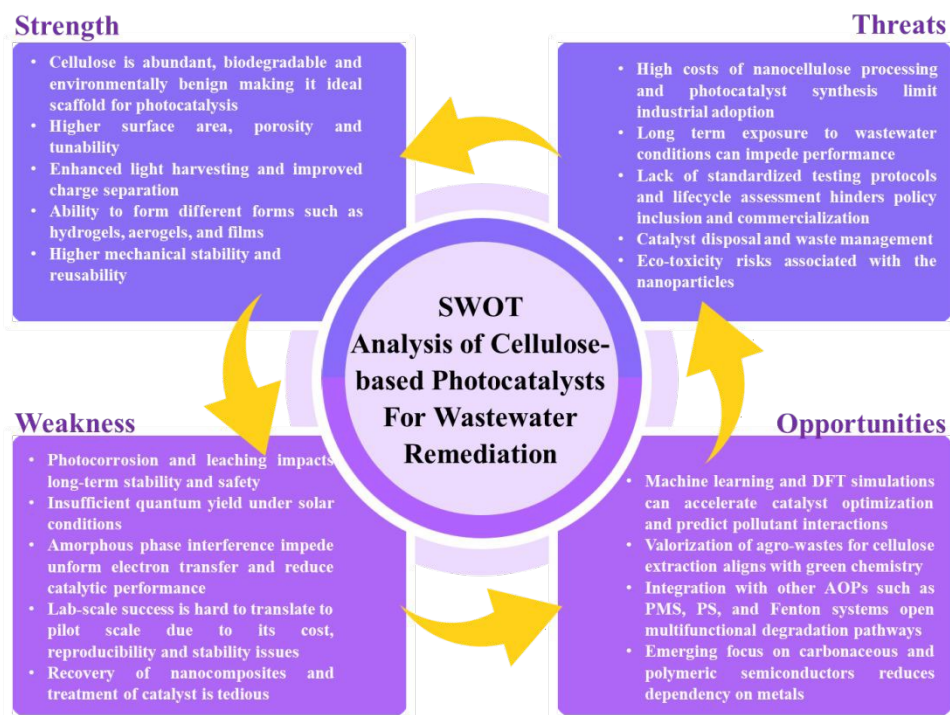 Strength
• Cellulose is abundant, biodegradable and
environmentally benign making it ideal
scaffold for photocatalysis
• Higher surface area, porosity and
tunability
• Enhanced light harvesting and improved
charge separation
• Ability to form different forms such as
hydrogels, aerogels, and films
• Higher mechanical stability and
reusability
Threats
• High costs of nanocellulose processing
and photocatalyst synthesis limit
industrial adoption
• Long term exposure to wastewater
conditions can impede performance
• Lack of standardized testing protocols
and lifecycle assessment hinders policy
inclusion and commercialization
• Catalyst disposal and waste management
• Eco-toxicity risks associated with the
nanoparticles
SWOT
Analysis of Cellulose-
based Photocatalysts
For Wastewater
Remediation
Weakness
• Photocorrosion and leaching impacts
long-term stability and safety
• Insufficient quantum yield under solar
conditions
• Amorphous phase interference impede
unform electron transfer and reduce
catalytic performance
• Lab-scale success is hard to translate to
pilot scale due to its cost,
reproducibility and stability issues
• Recovery of nanocomposites and
treatment of catalyst is tedious
Opportunities
• Machine learning and DFT simulations
can accelerate catalyst optimization
and predict pollutant interactions
• Valorization of agro-wastes for cellulose
extraction aligns with green chemistry
• Integration with other AOPs such as
PMS, PS, and Fenton systems open
multifunctional degradation pathways
• Emerging focus on carbonaceous and
polymeric semiconductors reduces
dependency on metals